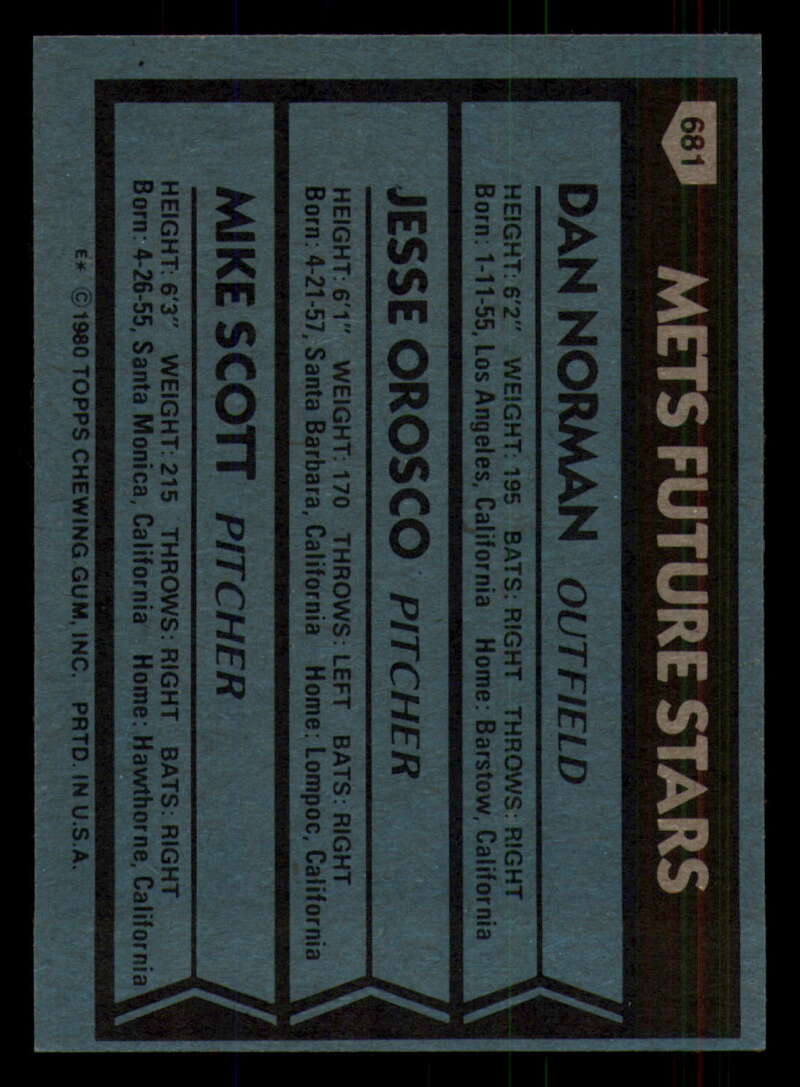 681
METS FUTURE STARS
DAN NORMAN OUTFIELD
HEIGHT: 6'2" WEIGHT: 195 BATS: RIGHT THROWS: RIGHT
Born: 1-11-55, Los Angeles, California Home: Barstow, California
JESSE OROSCO PITCHER
HEIGHT: 6'1" WEIGHT: 170 THROWS: LEFT BATS: RIGHT
Born: 4-21-57, Santa Barbara, California Home: Lompoc, California
MIKE SCOTT PITCHER
HEIGHT: 6'3" WEIGHT: 215 THROWS: RIGHT BATS: RIGHT
Born: 4-26-55, Santa Monica, California Home: Hawthorne, California
E* © 1980 TOPPS CHEWING GUM, INC. PRTD. IN U.S.A.